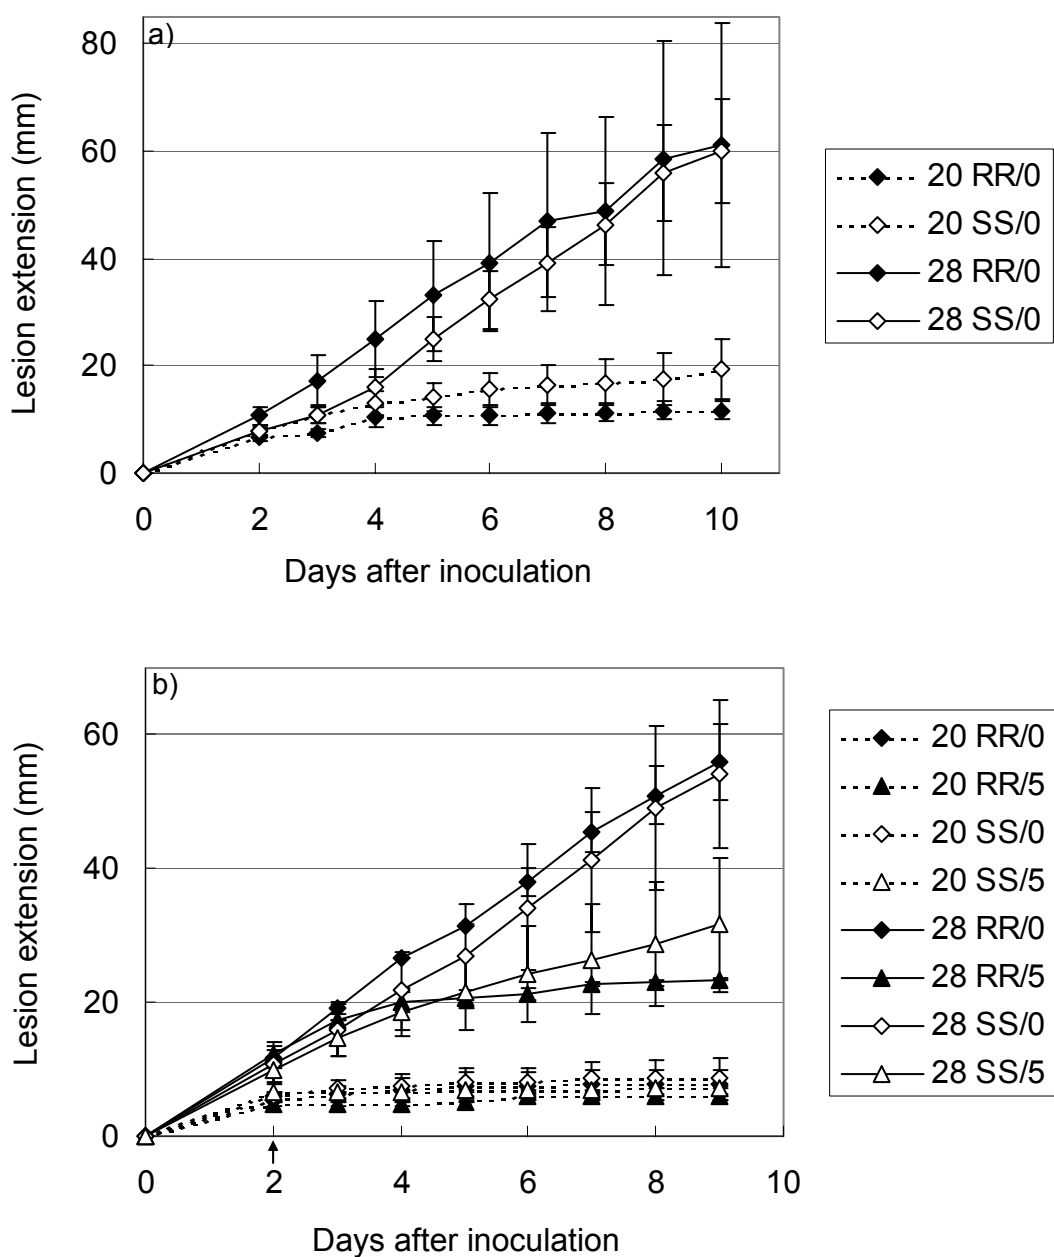 a)
80
60
40
20
0
Lesion extension (mm)
0 2 4 6 8 10
Days after inoculation
20 RR/0
20 SS/0
28 RR/0
28 SS/0
b)
60
40
20
0
Lesion extension (mm)
0 2 4 6 8 10
Days after inoculation
20 RR/0
20 RR/5
20 SS/0
20 SS/5
28 RR/0
28 RR/5
28 SS/0
28 SS/5